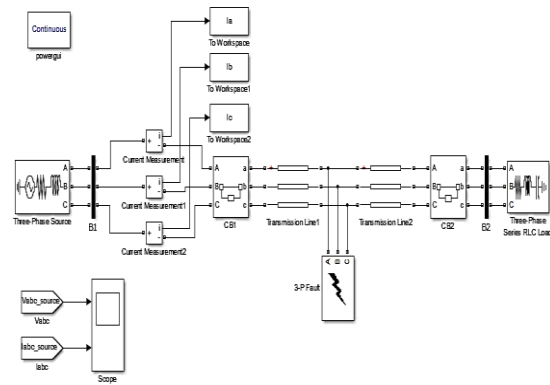 Continuous
powergui
Ia
To Workspace
Ib
To Workspace1
Ic
To Workspace2
i
+
-
Current Measurement
i
+
-
Current Measurement1
i
+
-
Current Measurement2
A
B
C
Three-Phase Source
B1
A
B
C
a
b
c
CB1
Transmission Line1
Transmission Line2
A
B
C
a
b
c
CB2
B2
A
B
C
Three-Phase
Series RLC Load
A
B
C
3-P Fault
Vabc_source
Vabc
Iabc_source
Iabc
Scope